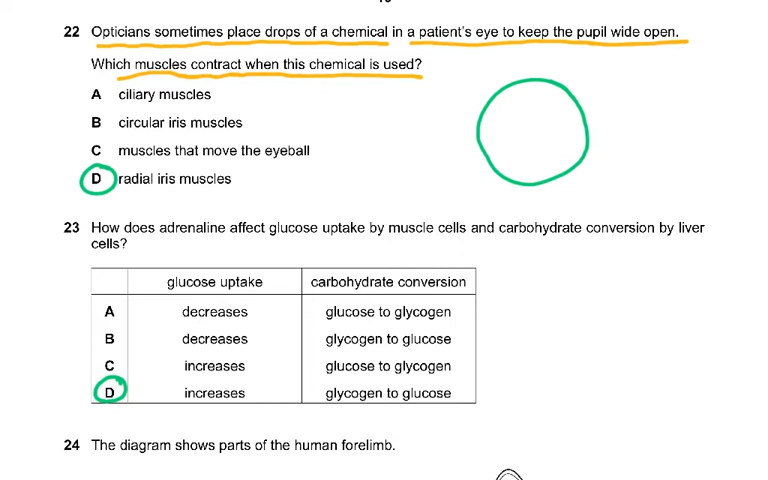 22 Opticians sometimes place drops of a chemical in a patient's eye to keep the pupil wide open.
Which muscles contract when this chemical is used?
A ciliary muscles
B circular iris muscles
C muscles that move the eyeball
D radial iris muscles
23 How does adrenaline affect glucose uptake by muscle cells and carbohydrate conversion by liver
cells?
glucose uptake carbohydrate conversion
A decreases glucose to glycogen
B decreases glycogen to glucose
C increases glucose to glycogen
D increases glycogen to glucose
24 The diagram shows parts of the human forelimb.